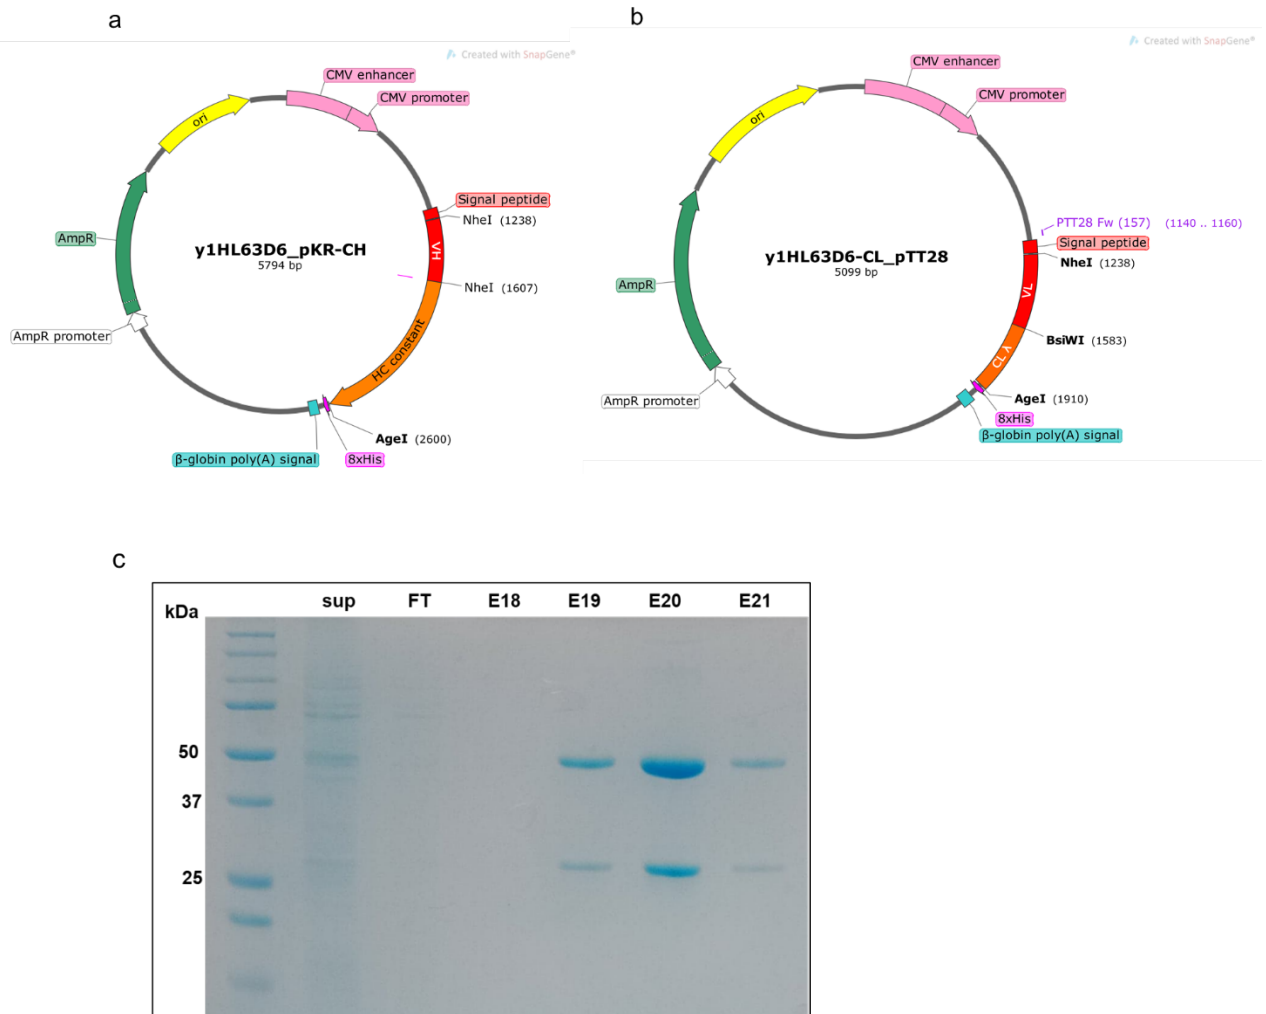 a
b
Created with SnapGene®
Created with SnapGene®
CMV enhancer
CMV promoter
ori
AmpR
AmpR promoter
Signal peptide
NheI (1238)
VH
NheI (1607)
HC constant
AgeI (2600)
8xHis
β-globin poly(A) signal
y1HL63D6_pKR-CH
5794 bp
CMV enhancer
CMV promoter
ori
AmpR
AmpR promoter
PTT28 Fw (157) (1140 .. 1160)
Signal peptide
NheI (1238)
VL
BsiWI (1583)
CL λ
AgeI (1910)
8xHis
β-globin poly(A) signal
y1HL63D6-CL_pTT28
5099 bp
c
kDa sup FT E18 E19 E20 E21
50
37
25